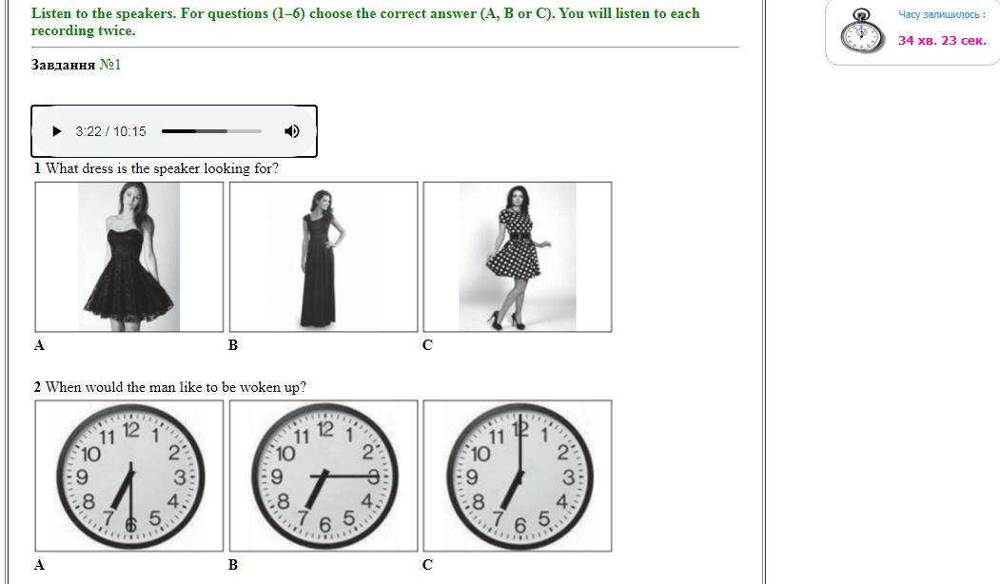 Listen to the speakers. For questions (1–6) choose the correct answer (A, B or C). You will listen to each
recording twice.
Часу залишилось :
34 хв. 23 сек.
Завдання №1
3:22 / 10:15
1 What dress is the speaker looking for?
A B C
2 When would the man like to be woken up?
12 1 2 3 4 5 6 7 8 9 10 11
12 1 2 3 4 5 6 7 8 9 10 11
12 1 2 3 4 5 6 7 8 9 10 11
A B C